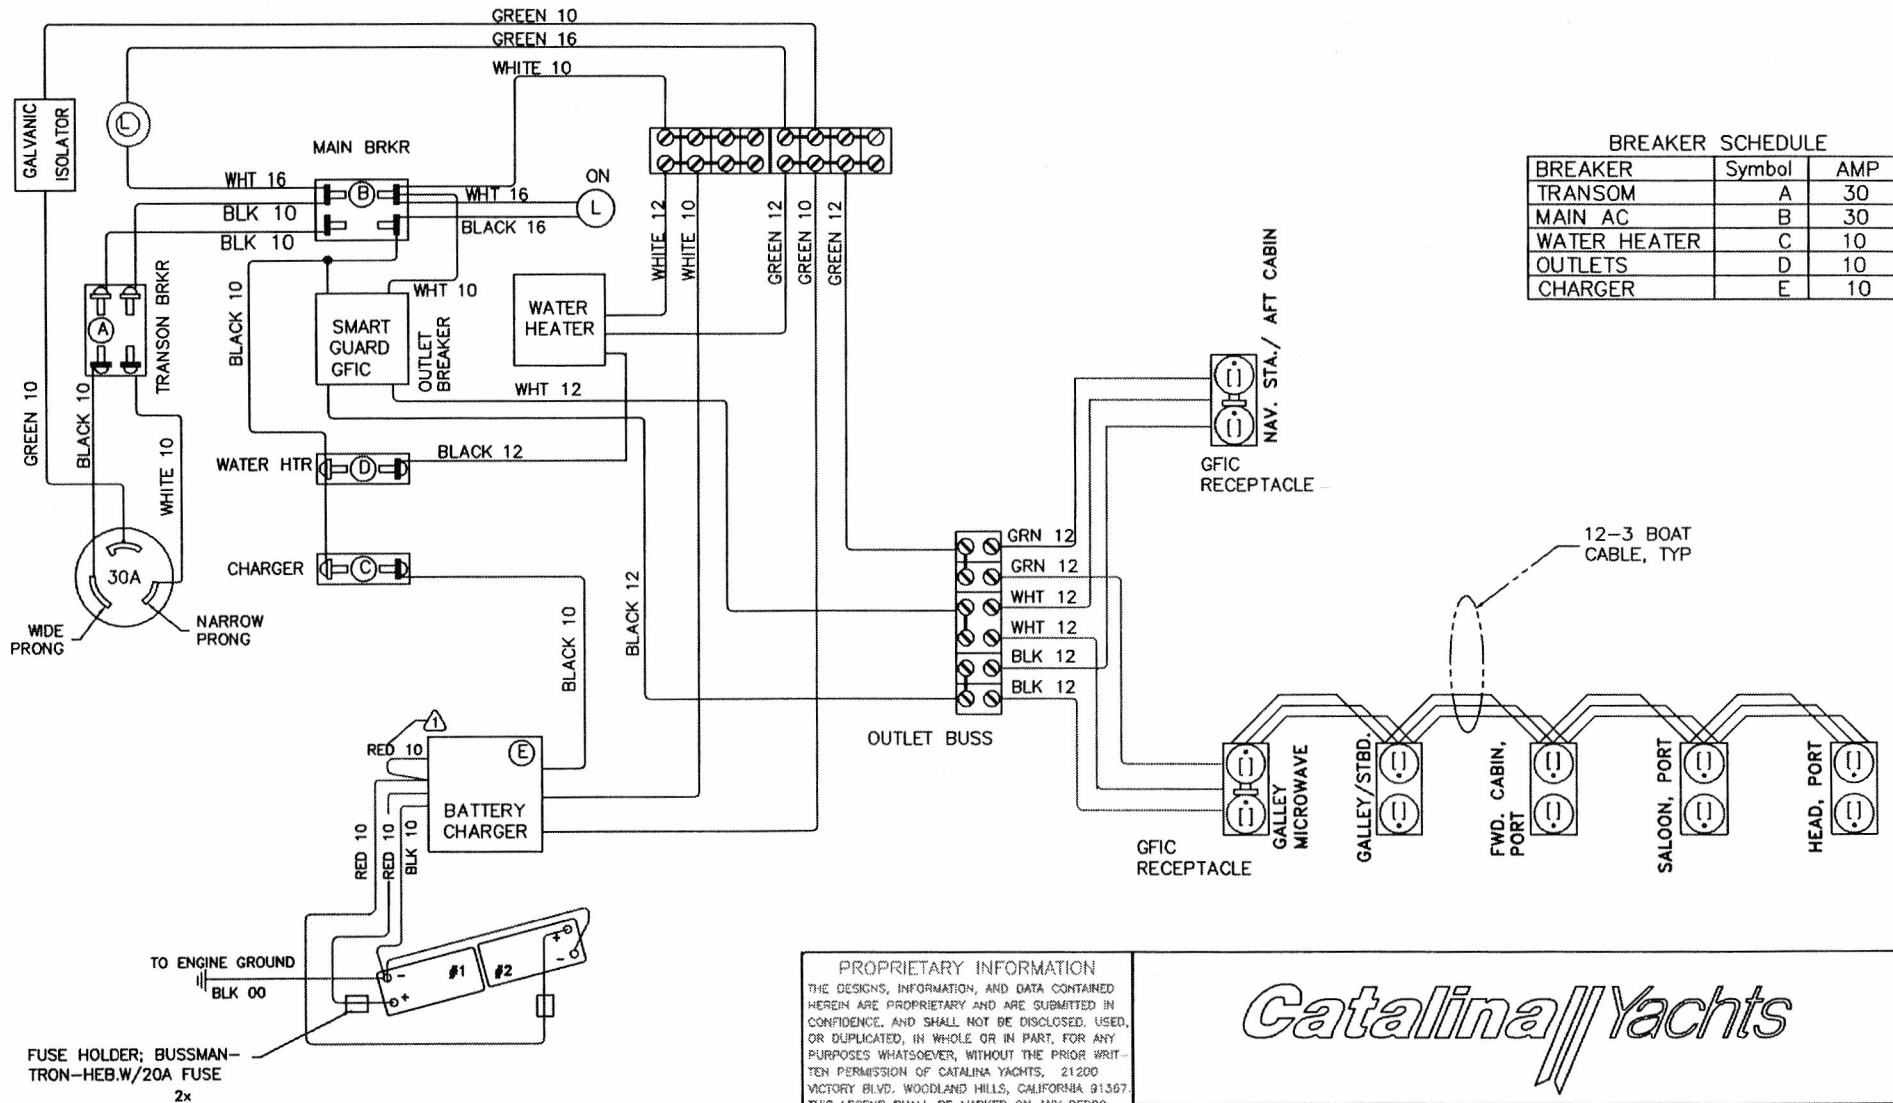 GREEN 10
GREEN 16
WHITE 10
GALVANIC
ISOLATOR
L
MAIN BRKR
WHT 16
B
BLK 10
BLK 10
ON
WHT 16
L
BLACK 16
BREAKER SCHEDULE
BREAKER Symbol AMP
TRANSOM A 30
MAIN AC B 30
WATER HEATER C 10
OUTLETS D 10
CHARGER E 10
WHITE 12
WHITE 10
GREEN 12
GREEN 10
GREEN 12
TRANSON BRKR
A
BLACK 10
WHT 10
SMART
GUARD
GFIC
OUTLET
BREAKER
WATER
HEATER
WHT 12
GREEN 10
BLACK 10
WHITE 10
WATER HTR
D
BLACK 12
CHARGER
C
30A
WIDE
PRONG
NARROW
PRONG
BLACK 10
BLACK 12
NAV. STA./ AFT CABIN
GFIC
RECEPTACLE
GRN 12
GRN 12
WHT 12
WHT 12
BLK 12
BLK 12
OUTLET BUSS
12-3 BOAT
CABLE, TYP
1
RED 10
E
BATTERY
CHARGER
RED 10
RED 10
BLK 10
GFIC
RECEPTACLE
GALLEY
MICROWAVE
GALLEY/STBD.
FWD. CABIN,
PORT
SALOON, PORT
HEAD, PORT
TO ENGINE GROUND
BLK 00
- #1 #2 + -
+
FUSE HOLDER; BUSSMAN-
TRON-HEB.W/20A FUSE
2x
PROPRIETARY INFORMATION
THE DESIGNS, INFORMATION, AND DATA CONTAINED
HEREIN ARE PROPRIETARY AND ARE SUBMITTED IN
CONFIDENCE, AND SHALL NOT BE DISCLOSED, USED,
OR DUPLICATED, IN WHOLE OR IN PART, FOR ANY
PURPOSES WHATSOEVER, WITHOUT THE PRIOR WRIT-
TEN PERMISSION OF CATALINA YACHTS, 21200
VICTORY BLVD. WOODLAND HILLS, CALIFORNIA 91367.
Catalina Yachts